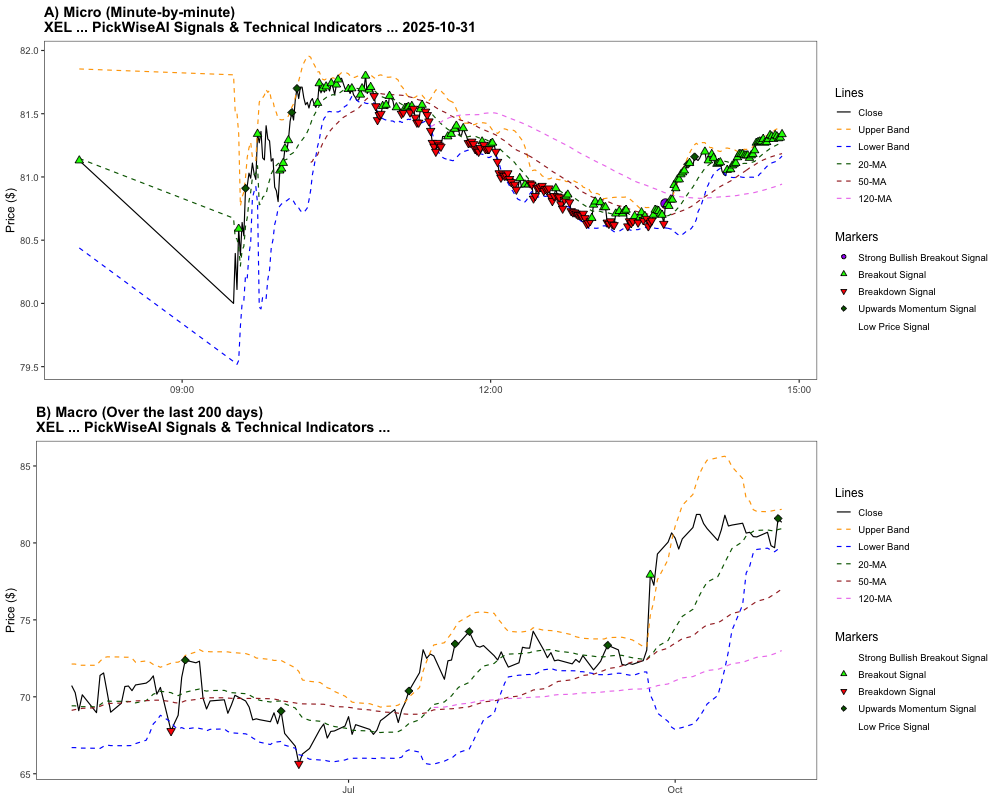 A) Micro (Minute-by-minute)
XEL ... PickWiseAI Signals & Technical Indicators ... 2025-10-31
82.0
81.5
81.0
80.5
80.0
79.5
Price ($)
09:00
12:00
15:00
Lines
Close
Upper Band
Lower Band
20-MA
50-MA
120-MA
Markers
Strong Bullish Breakout Signal
Breakout Signal
Breakdown Signal
Upwards Momentum Signal
Low Price Signal
B) Macro (Over the last 200 days)
XEL ... PickWiseAI Signals & Technical Indicators ...
85
80
75
70
65
Price ($)
Jul
Oct
Lines
Close
Upper Band
Lower Band
20-MA
50-MA
120-MA
Markers
Strong Bullish Breakout Signal
Breakout Signal
Breakdown Signal
Upwards Momentum Signal
Low Price Signal